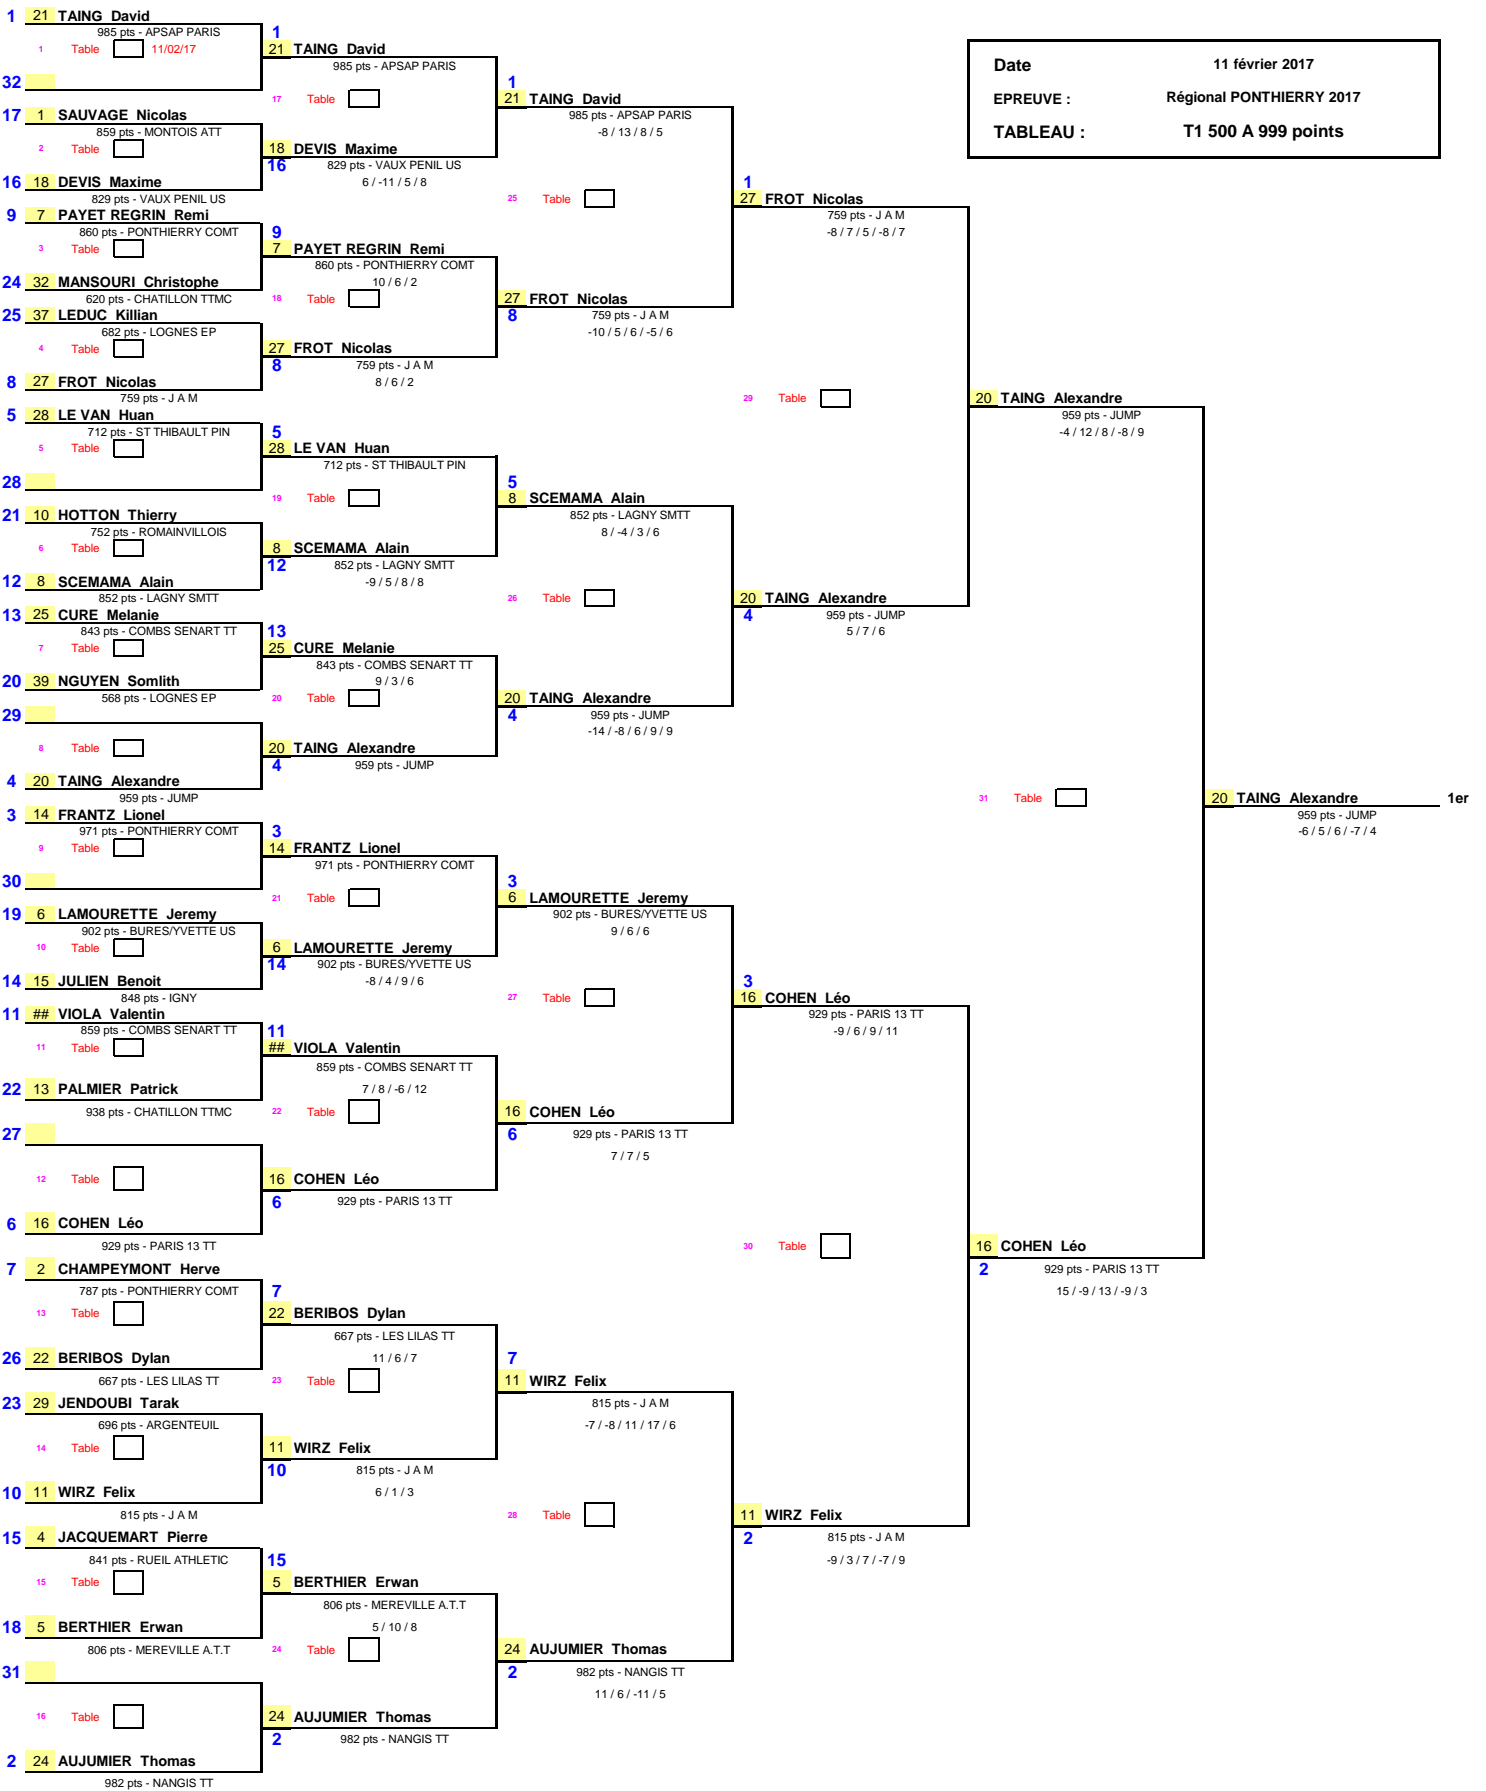 Date 11 février 2017
EPREUVE : Régional PONTHIERRY 2017
TABLEAU : T1 500 A 999 points
1 21 TAING David
985 pts - APSAP PARIS
1 Table 11/02/17
32
17 1 SAUVAGE Nicolas
859 pts - MONTOIS ATT
2 Table
16 18 DEVIS Maxime
829 pts - VAUX PENIL US
9 7 PAYET REGRIN Remi
860 pts - PONTHIERRY COMT
3 Table
24 32 MANSOURI Christophe
620 pts - CHATILLON TTMC
25 37 LEDUC Killian
682 pts - LOGNES EP
4 Table
8 27 FROT Nicolas
759 pts - J A M
5 28 LE VAN Huan
712 pts - ST THIBAULT PIN
5 Table
28
21 10 HOTTON Thierry
752 pts - ROMAINVILLOIS
6 Table
12 8 SCEMAMA Alain
852 pts - LAGNY SMTT
13 25 CURE Melanie
843 pts - COMBS SENART TT
7 Table
20 39 NGUYEN Somlith
568 pts - LOGNES EP
29
8 Table
4 20 TAING Alexandre
959 pts - JUMP
3 14 FRANTZ Lionel
971 pts - PONTHIERRY COMT
9 Table
30
19 6 LAMOURETTE Jeremy
902 pts - BURES/YVETTE US
10 Table
14 15 JULIEN Benoit
848 pts - IGNY
11 ## VIOLA Valentin
859 pts - COMBS SENART TT
11 Table
22 13 PALMIER Patrick
938 pts - CHATILLON TTMC
27
12 Table
6 16 COHEN Léo
929 pts - PARIS 13 TT
7 2 CHAMPEYMONT Herve
787 pts - PONTHIERRY COMT
13 Table
26 22 BERIBOS Dylan
667 pts - LES LILAS TT
23 29 JENDOUBI Tarak
696 pts - ARGENTEUIL
14 Table
10 11 WIRZ Felix
815 pts - J A M
15 4 JACQUEMART Pierre
841 pts - RUEIL ATHLETIC
15 Table
18 5 BERTHIER Erwan
806 pts - MEREVILLE A.T.T
31
16 Table
2 24 AUJUMIER Thomas
982 pts - NANGIS TT
1
21 TAING David
985 pts - APSAP PARIS
17 Table
18 DEVIS Maxime
16 829 pts - VAUX PENIL US
6 / -11 / 5 / 8
9
7 PAYET REGRIN Remi
860 pts - PONTHIERRY COMT
10 / 6 / 2
18 Table
27 FROT Nicolas
8 759 pts - J A M
8 / 6 / 2
5
28 LE VAN Huan
712 pts - ST THIBAULT PIN
19 Table
8 SCEMAMA Alain
12 852 pts - LAGNY SMTT
-9 / 5 / 8 / 8
13
25 CURE Melanie
843 pts - COMBS SENART TT
9 / 3 / 6
20 Table
20 TAING Alexandre
4 959 pts - JUMP
3
14 FRANTZ Lionel
971 pts - PONTHIERRY COMT
21 Table
6 LAMOURETTE Jeremy
14 902 pts - BURES/YVETTE US
-8 / 4 / 9 / 6
11
## VIOLA Valentin
859 pts - COMBS SENART TT
7 / 8 / -6 / 12
22 Table
16 COHEN Léo
6 929 pts - PARIS 13 TT
7
22 BERIBOS Dylan
667 pts - LES LILAS TT
11 / 6 / 7
23 Table
11 WIRZ Felix
10 815 pts - J A M
6 / 1 / 3
15
5 BERTHIER Erwan
806 pts - MEREVILLE A.T.T
5 / 10 / 8
24 Table
24 AUJUMIER Thomas
2 982 pts - NANGIS TT
1
21 TAING David
985 pts - APSAP PARIS
-8 / 13 / 8 / 5
25 Table
27 FROT Nicolas
8 759 pts - J A M
-10 / 5 / 6 / -5 / 6
5
8 SCEMAMA Alain
852 pts - LAGNY SMTT
8 / -4 / 3 / 6
26 Table
20 TAING Alexandre
4 959 pts - JUMP
-14 / -8 / 6 / 9 / 9
3
6 LAMOURETTE Jeremy
902 pts - BURES/YVETTE US
9 / 6 / 6
27 Table
16 COHEN Léo
6 929 pts - PARIS 13 TT
7 / 7 / 5
7
11 WIRZ Felix
815 pts - J A M
-7 / -8 / 11 / 17 / 6
28 Table
24 AUJUMIER Thomas
2 982 pts - NANGIS TT
11 / 6 / -11 / 5
1
27 FROT Nicolas
759 pts - J A M
-8 / 7 / 5 / -8 / 7
29 Table
20 TAING Alexandre
4 959 pts - JUMP
5 / 7 / 6
3
16 COHEN Léo
929 pts - PARIS 13 TT
-9 / 6 / 9 / 11
30 Table
11 WIRZ Felix
2 815 pts - J A M
-9 / 3 / 7 / -7 / 9
20 TAING Alexandre
959 pts - JUMP
-4 / 12 / 8 / -8 / 9
31 Table
16 COHEN Léo
2 929 pts - PARIS 13 TT
15 / -9 / 13 / -9 / 3
20 TAING Alexandre 1er
959 pts - JUMP
-6 / 5 / 6 / -7 / 4